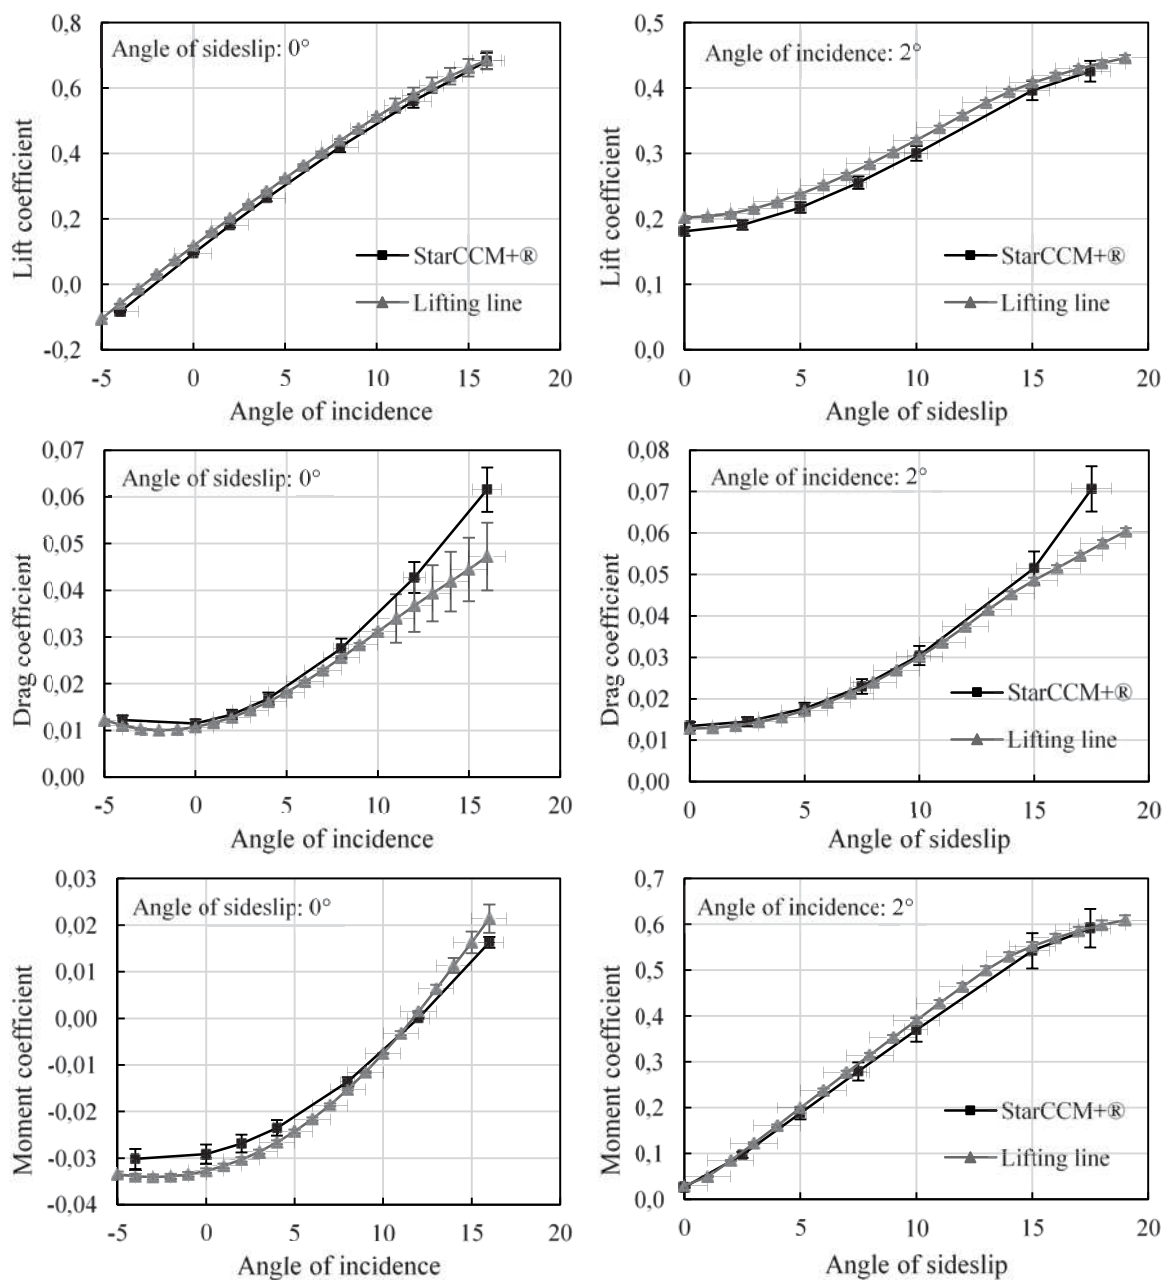 0,8
0,6
0,4
0,2
0,0
-0,2
-5 0 5 10 15 20
Lift coefficient
Angle of incidence
Angle of sideslip: 0°
StarCCM+®
Lifting line
0,5
0,4
0,3
0,2
0,1
0,0
0 5 10 15 20
Lift coefficient
Angle of sideslip
Angle of incidence: 2°
StarCCM+®
Lifting line
0,07
0,06
0,05
0,04
0,03
0,02
0,01
0,00
-5 0 5 10 15 20
Drag coefficient
Angle of incidence
Angle of sideslip: 0°
0,08
0,07
0,06
0,05
0,04
0,03
0,02
0,01
0,00
0 5 10 15 20
Drag coefficient
Angle of sideslip
Angle of incidence: 2°
StarCCM+®
Lifting line
0,03
0,02
0,01
0,00
-0,01
-0,02
-0,03
-0,04
-5 0 5 10 15 20
Moment coefficient
Angle of incidence
Angle of sideslip: 0°
0,7
0,6
0,5
0,4
0,3
0,2
0,1
0,0
0 5 10 15 20
Moment coefficient
Angle of sideslip
Angle of incidence: 2°
StarCCM+®
Lifting line